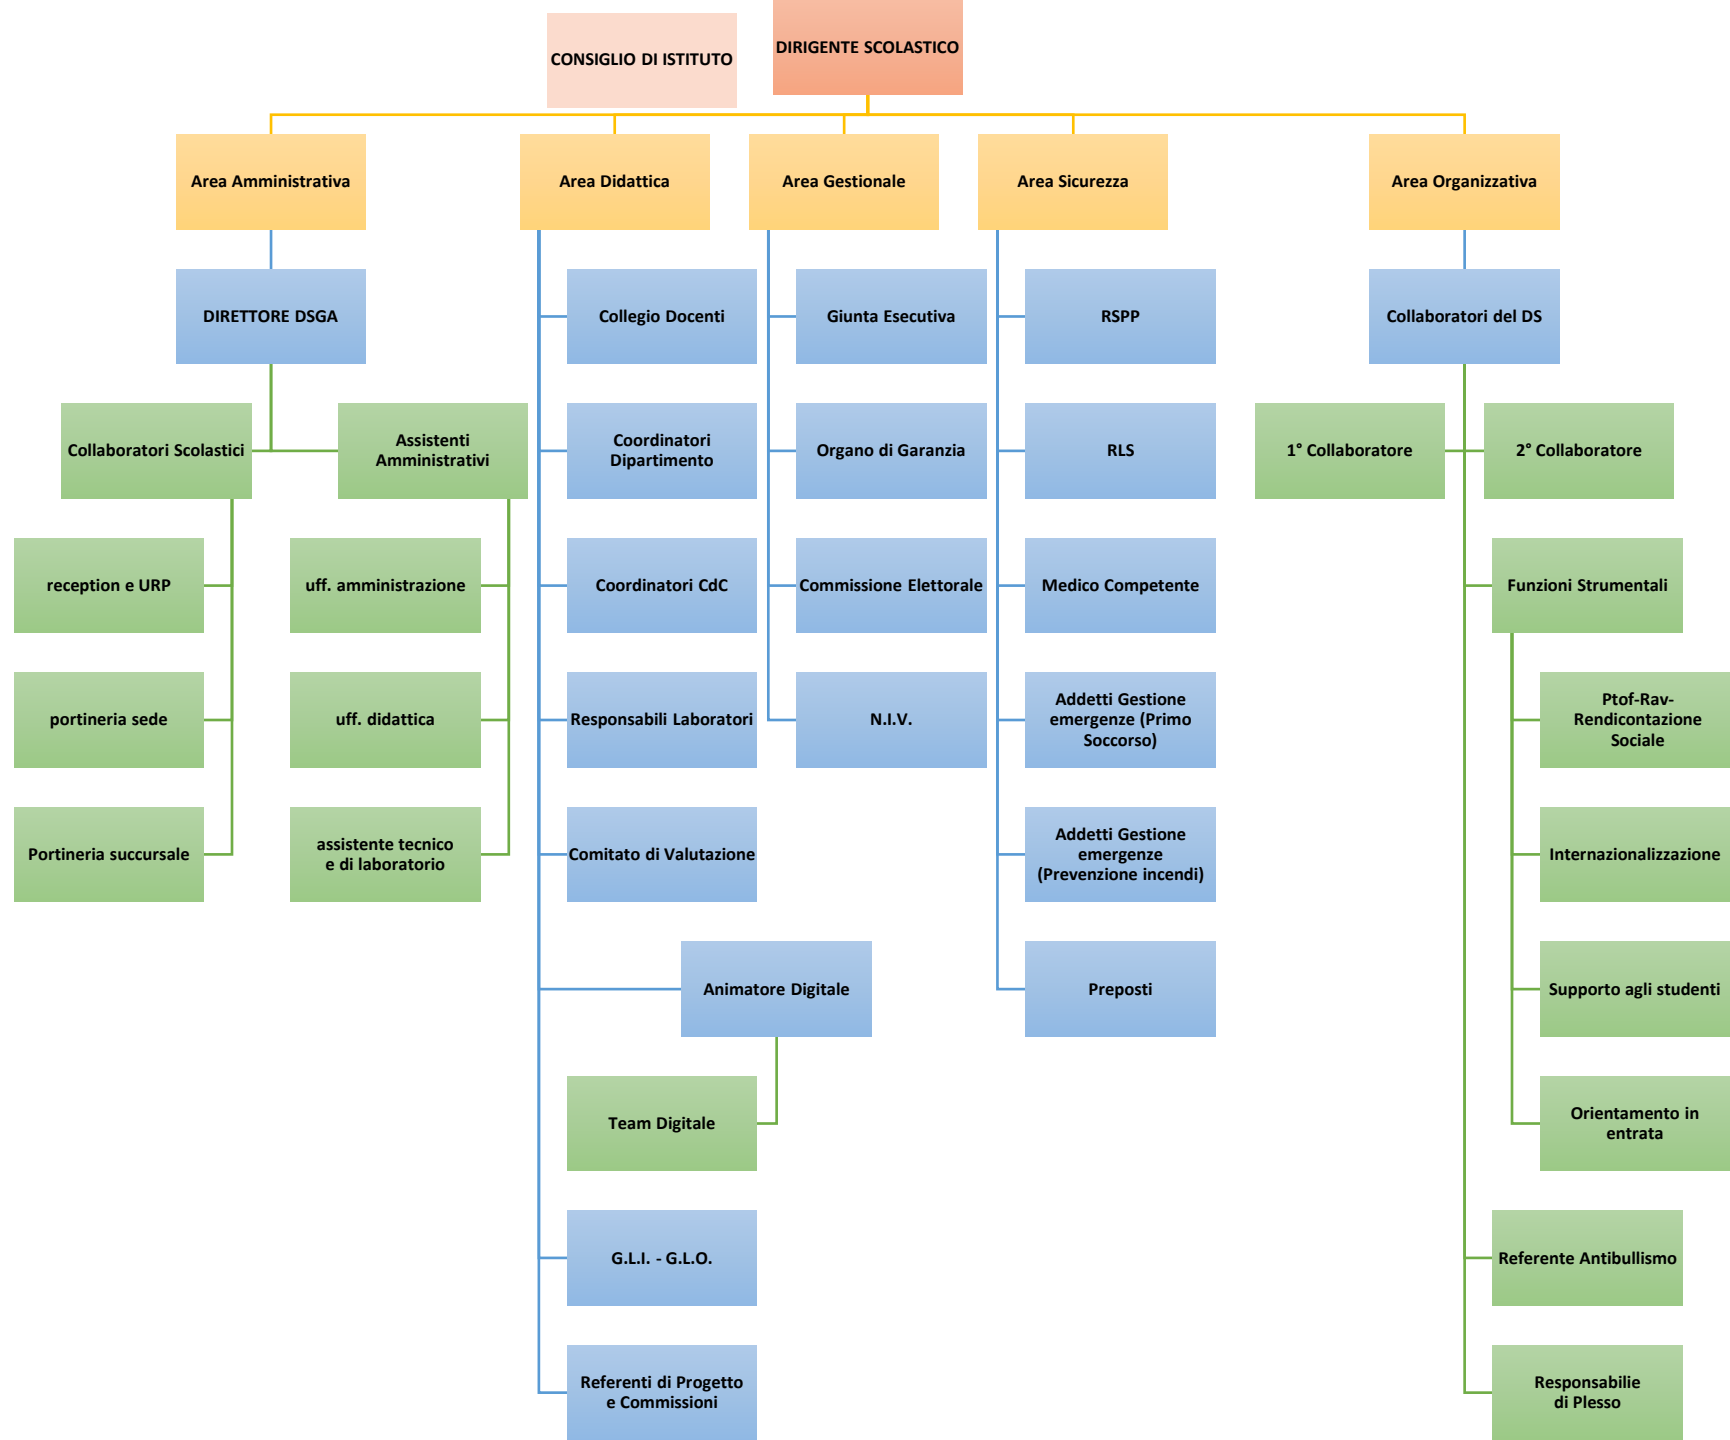 CONSIGLIO DI ISTITUTO
DIRIGENTE SCOLASTICO
Area Amministrativa
Area Didattica
Area Gestionale
Area Sicurezza
Area Organizzativa
DIRETTORE DSGA
Collegio Docenti
Giunta Esecutiva
RSPP
Collaboratori del DS
Collaboratori Scolastici
Assistenti
Amministrativi
Coordinatori
Dipartimento
Organo di Garanzia
RLS
1° Collaboratore
2° Collaboratore
reception e URP
uff. amministrazione
Coordinatori CdC
Commissione Elettorale
Medico Competente
Funzioni Strumentali
portineria sede
uff. didattica
Responsabili Laboratori
N.I.V.
Addetti Gestione
emergenze (Primo
Soccorso)
Ptof-Rav-
Rendicontazione
Sociale
Portineria succursale
assistente tecnico
e di laboratorio
Comitato di Valutazione
Addetti Gestione
emergenze
(Prevenzione incendi)
Internazionalizzazione
Animatore Digitale
Preposti
Supporto agli studenti
Team Digitale
Orientamento in
entrata
G.L.I. - G.L.O.
Referente Antibullismo
Referenti di Progetto
e Commissioni
Responsabilie
di Plesso